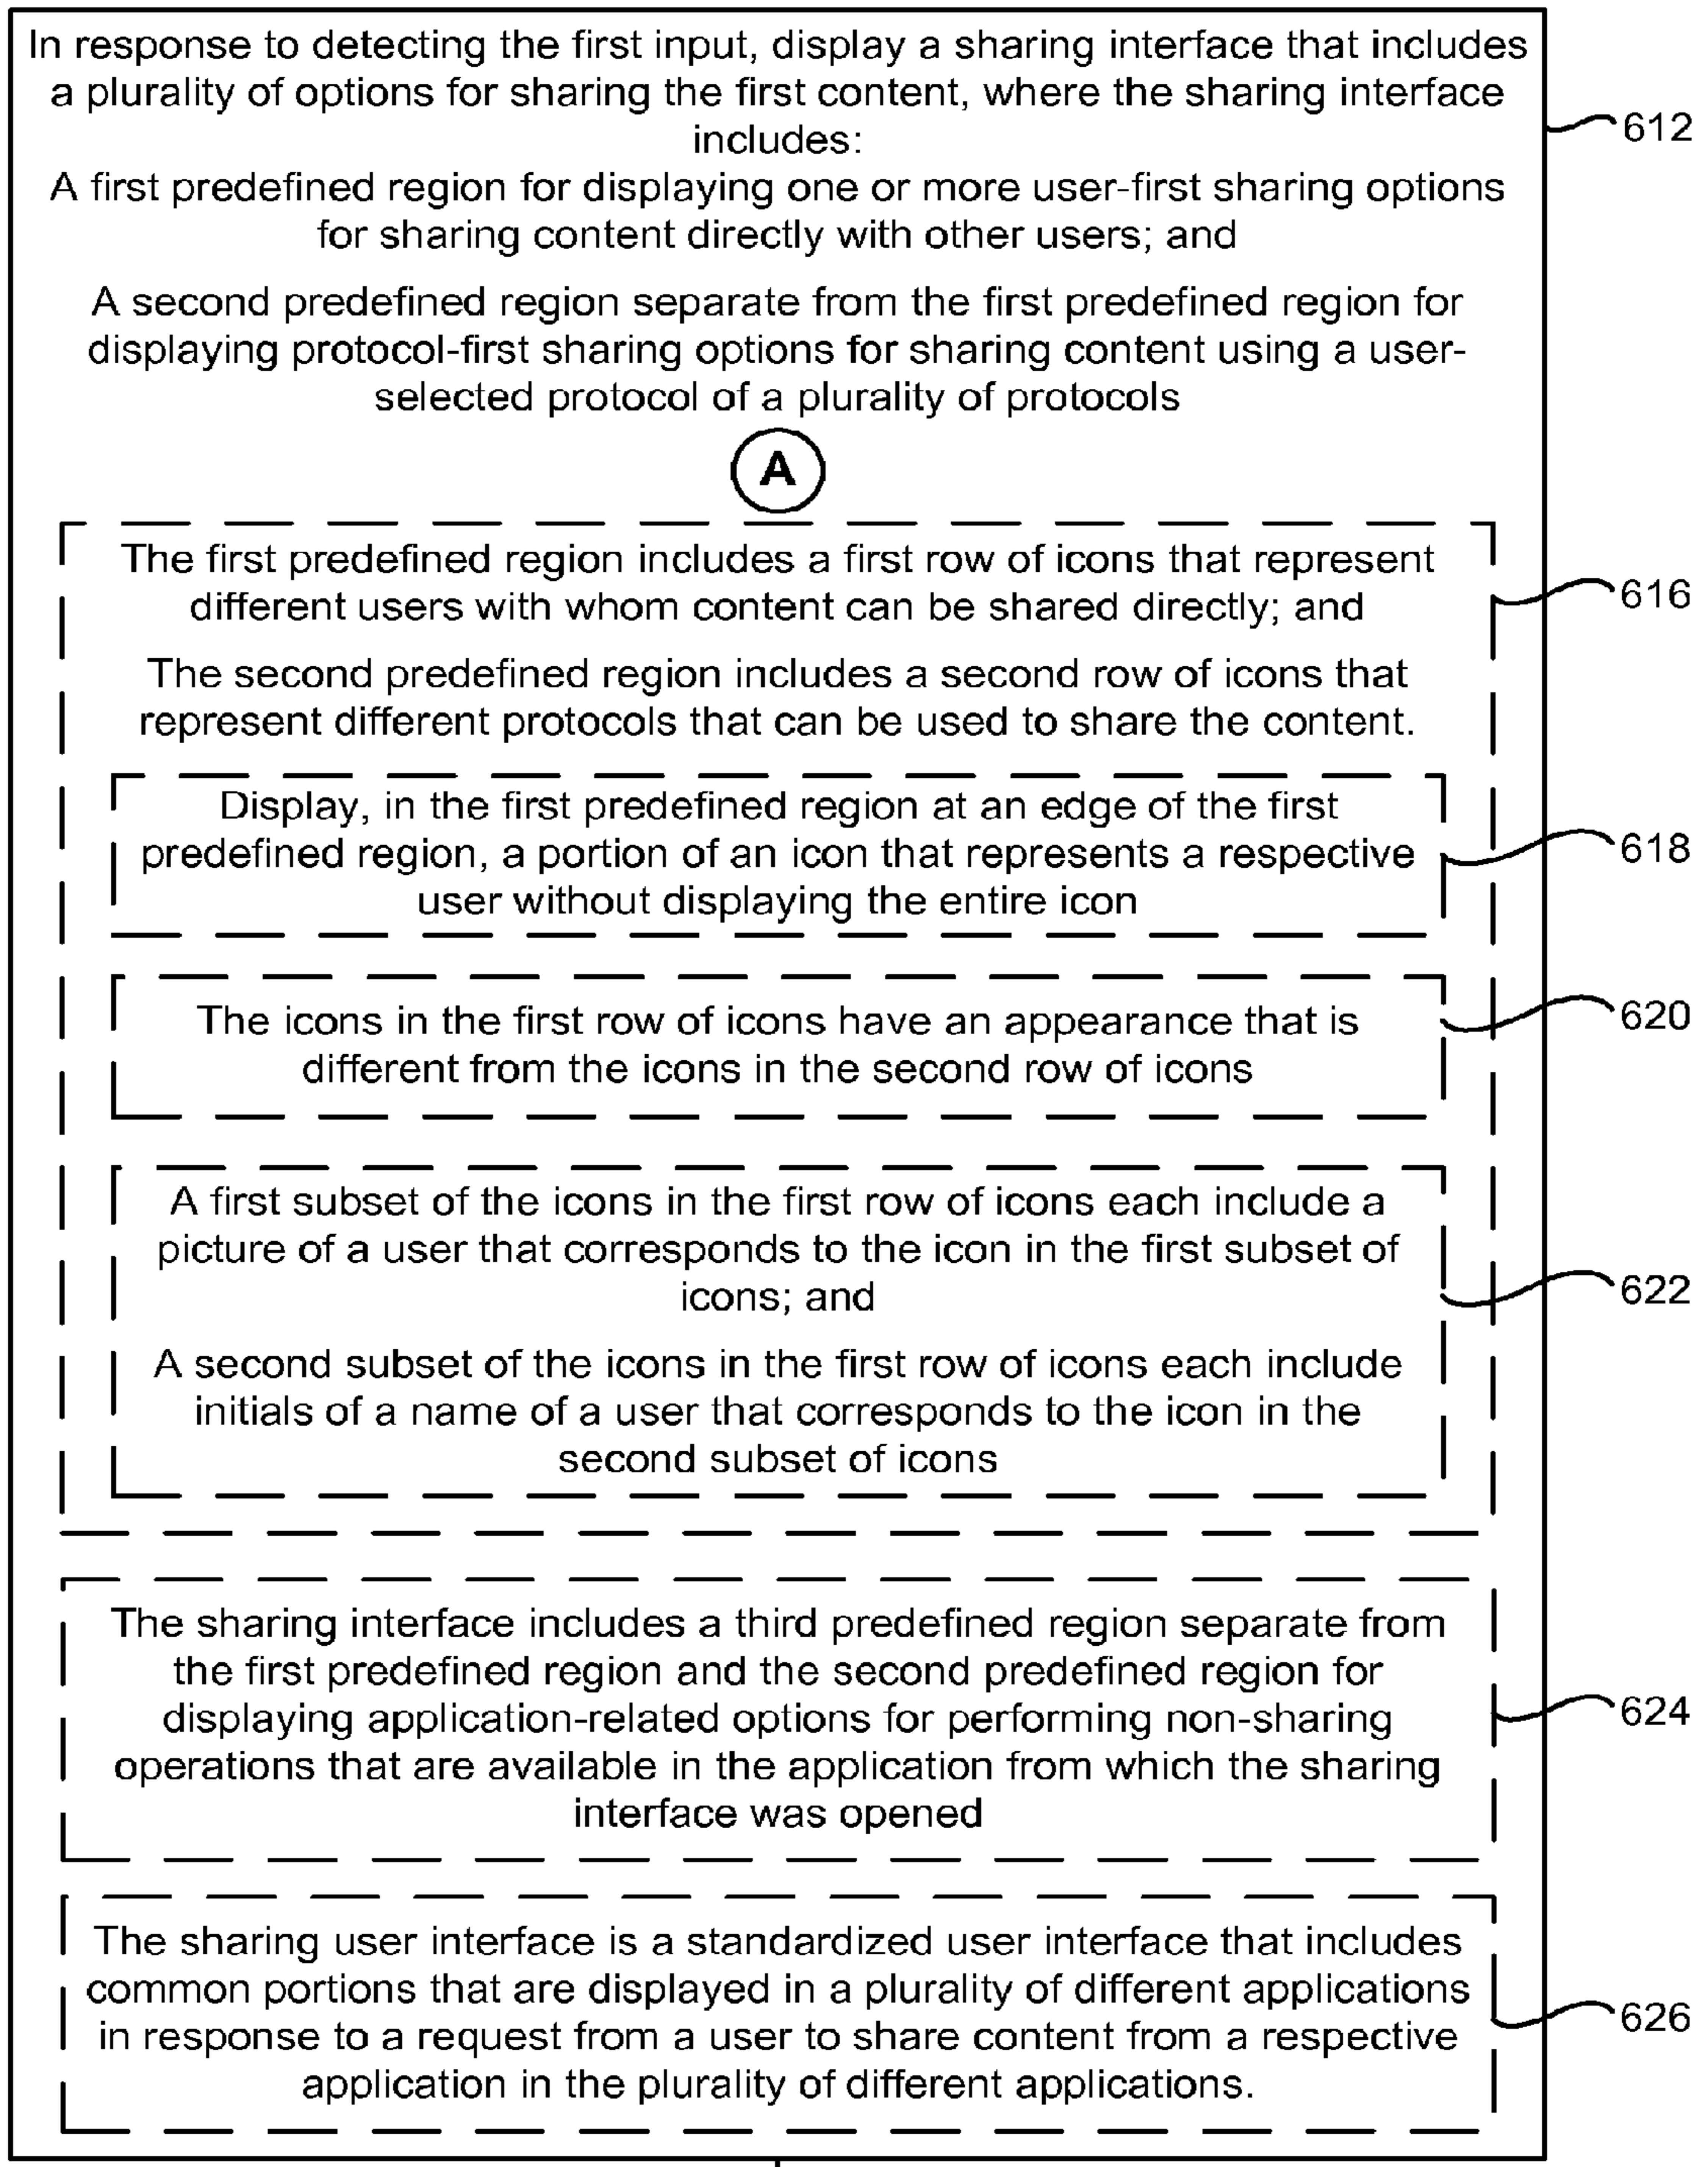 In response to detecting the first input, display a sharing interface that includes
a plurality of options for sharing the first content, where the sharing interface
includes:
A first predefined region for displaying one or more user-first sharing options
for sharing content directly with other users; and
A second predefined region separate from the first predefined region for
displaying protocol-first sharing options for sharing content using a user-
selected protocol of a plurality of protocols
612
A
The first predefined region includes a first row of icons that represent
different users with whom content can be shared directly; and
The second predefined region includes a second row of icons that
represent different protocols that can be used to share the content.
616
Display, in the first predefined region at an edge of the first
predefined region, a portion of an icon that represents a respective
user without displaying the entire icon
618
The icons in the first row of icons have an appearance that is
different from the icons in the second row of icons
620
A first subset of the icons in the first row of icons each include a
picture of a user that corresponds to the icon in the first subset of
icons; and
A second subset of the icons in the first row of icons each include
initials of a name of a user that corresponds to the icon in the
second subset of icons
622
The sharing interface includes a third predefined region separate from
the first predefined region and the second predefined region for
displaying application-related options for performing non-sharing
operations that are available in the application from which the sharing
interface was opened
624
The sharing user interface is a standardized user interface that includes
common portions that are displayed in a plurality of different applications
in response to a request from a user to share content from a respective
application in the plurality of different applications.
626